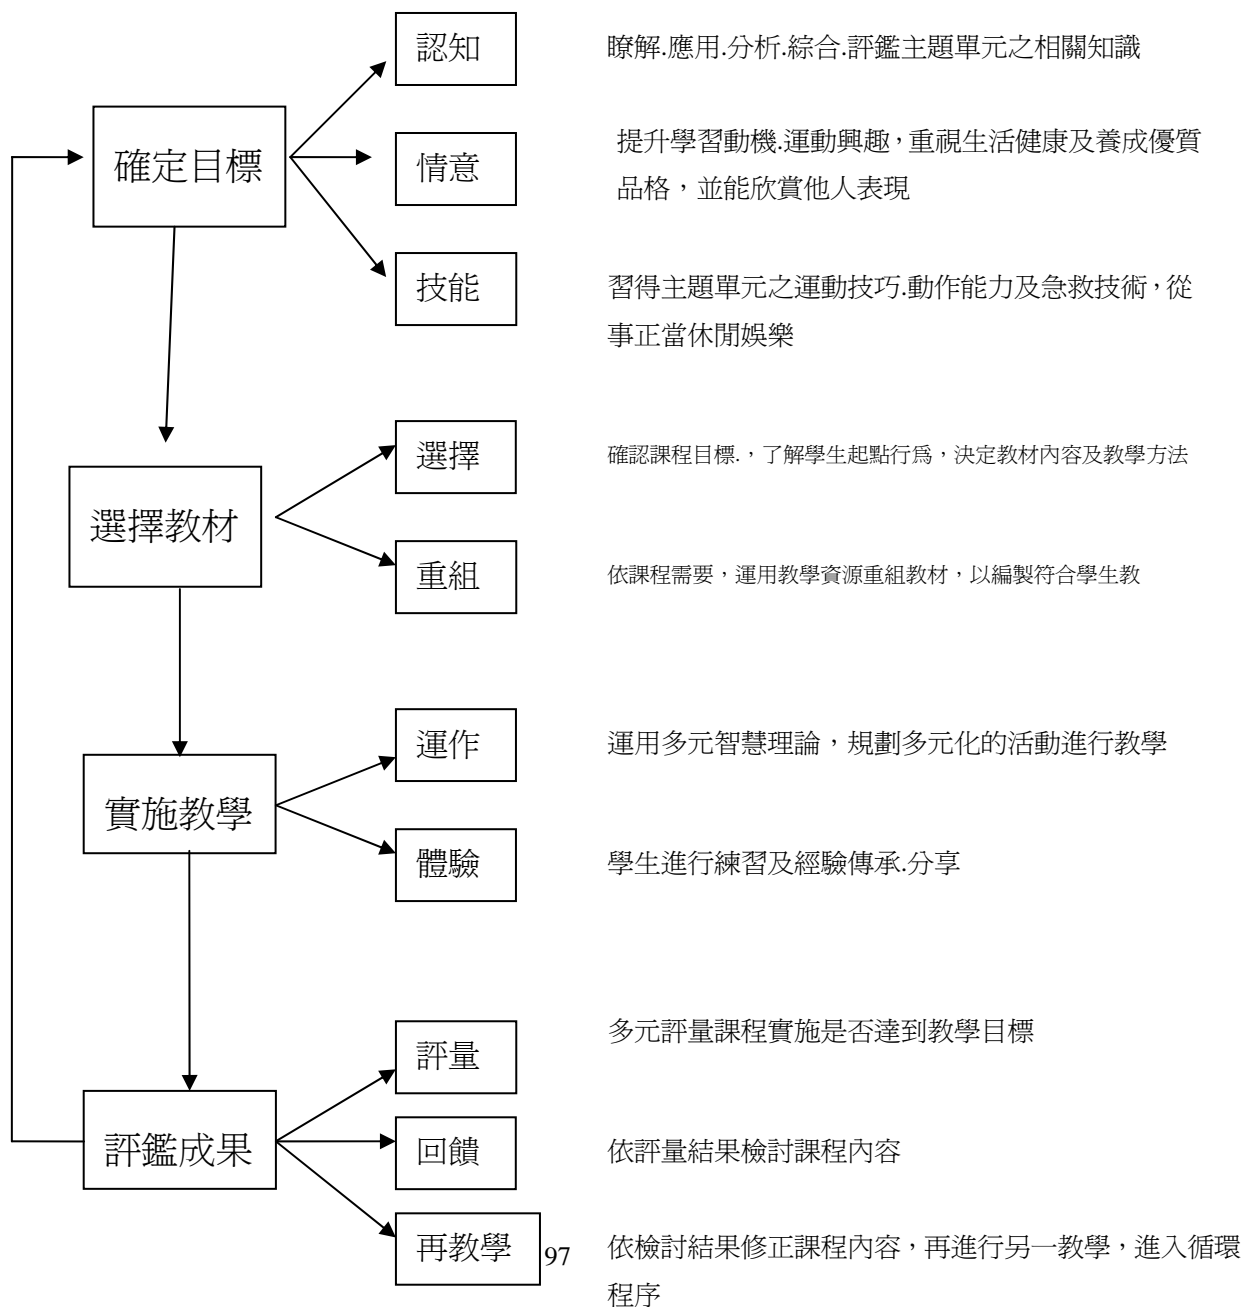 認知
瞭解.應用.分析.綜合.評鑑主題單元之相關知識
確定目標
情意
提升學習動機.運動興趣，重視生活健康及養成優質
品格，並能欣賞他人表現
技能
習得主題單元之運動技巧.動作能力及急救技術，從
事正當休閒娛樂
選擇教材
選擇
確認課程目標.，了解學生起點行為，決定教材內容及教學方法
重組
依課程需要，運用教學資源重組教材，以編製符合學生教
實施教學
運作
運用多元智慧理論，規劃多元化的活動進行教學
體驗
學生進行練習及經驗傳承.分享
評鑑成果
評量
多元評量課程實施是否達到教學目標
回饋
依評量結果檢討課程內容
再教學
97
依檢討結果修正課程內容，再進行另一教學，進入循環
程序